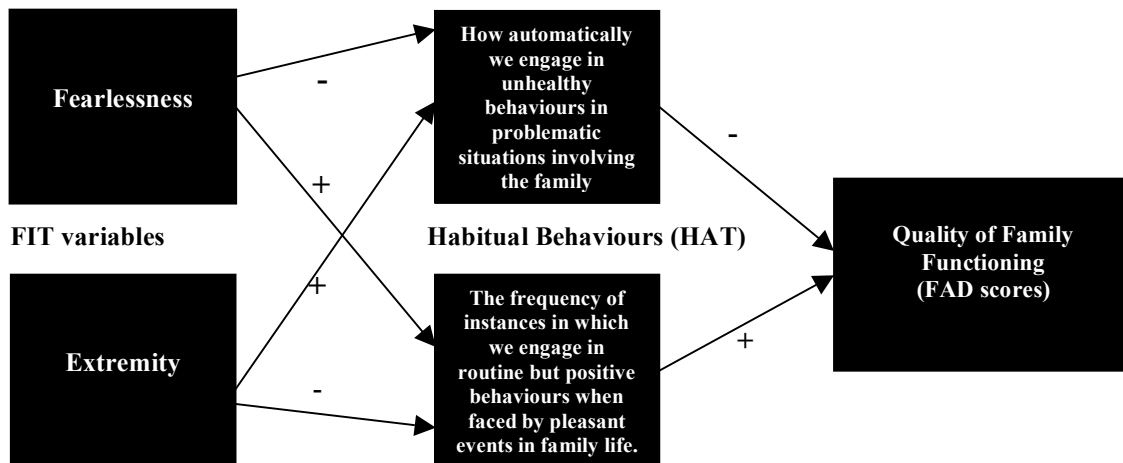 Fearlessness
How automatically
we engage in
unhealthy
behaviours in
problematic
situations involving
the family
-
+
-
FIT variables
Habitual Behaviours (HAT)
Quality of Family
Functioning
(FAD scores)
Extremity
+
-
The frequency of
instances in which
we engage in
routine but positive
behaviours when
faced by pleasant
events in family life.
+